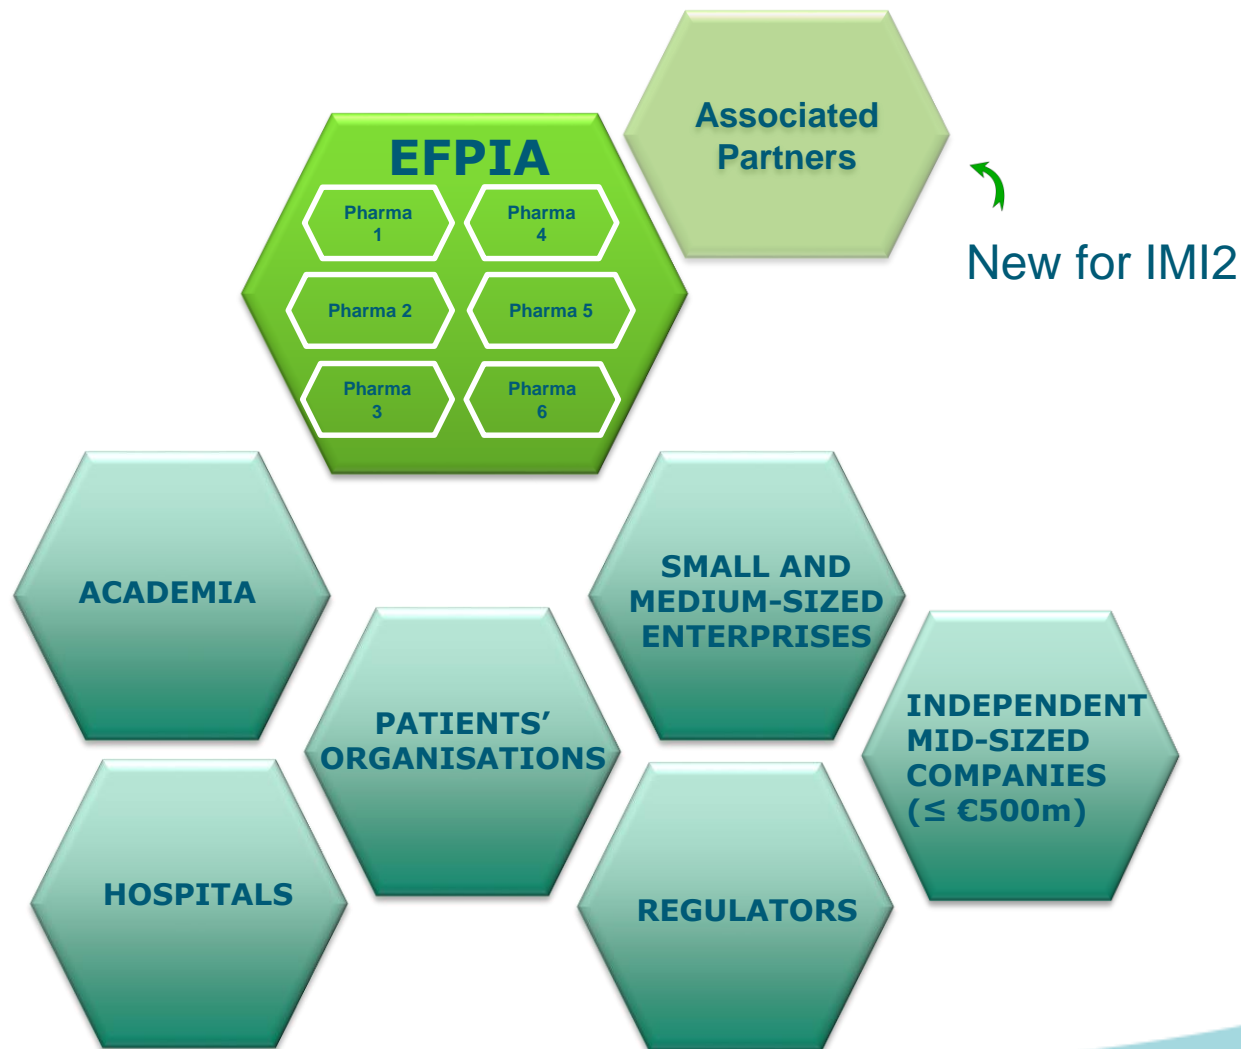 Associated
Partners
EFPIA
Pharma
1
Pharma
4
New for IMI2
Pharma 2
Pharma 5
Pharma
3
Pharma
6
ACADEMIA
SMALL AND
MEDIUM-SIZED
ENTERPRISES
PATIENTS’
ORGANISATIONS
INDEPENDENT
MID-SIZED
COMPANIES
(≤ €500m)
HOSPITALS
REGULATORS